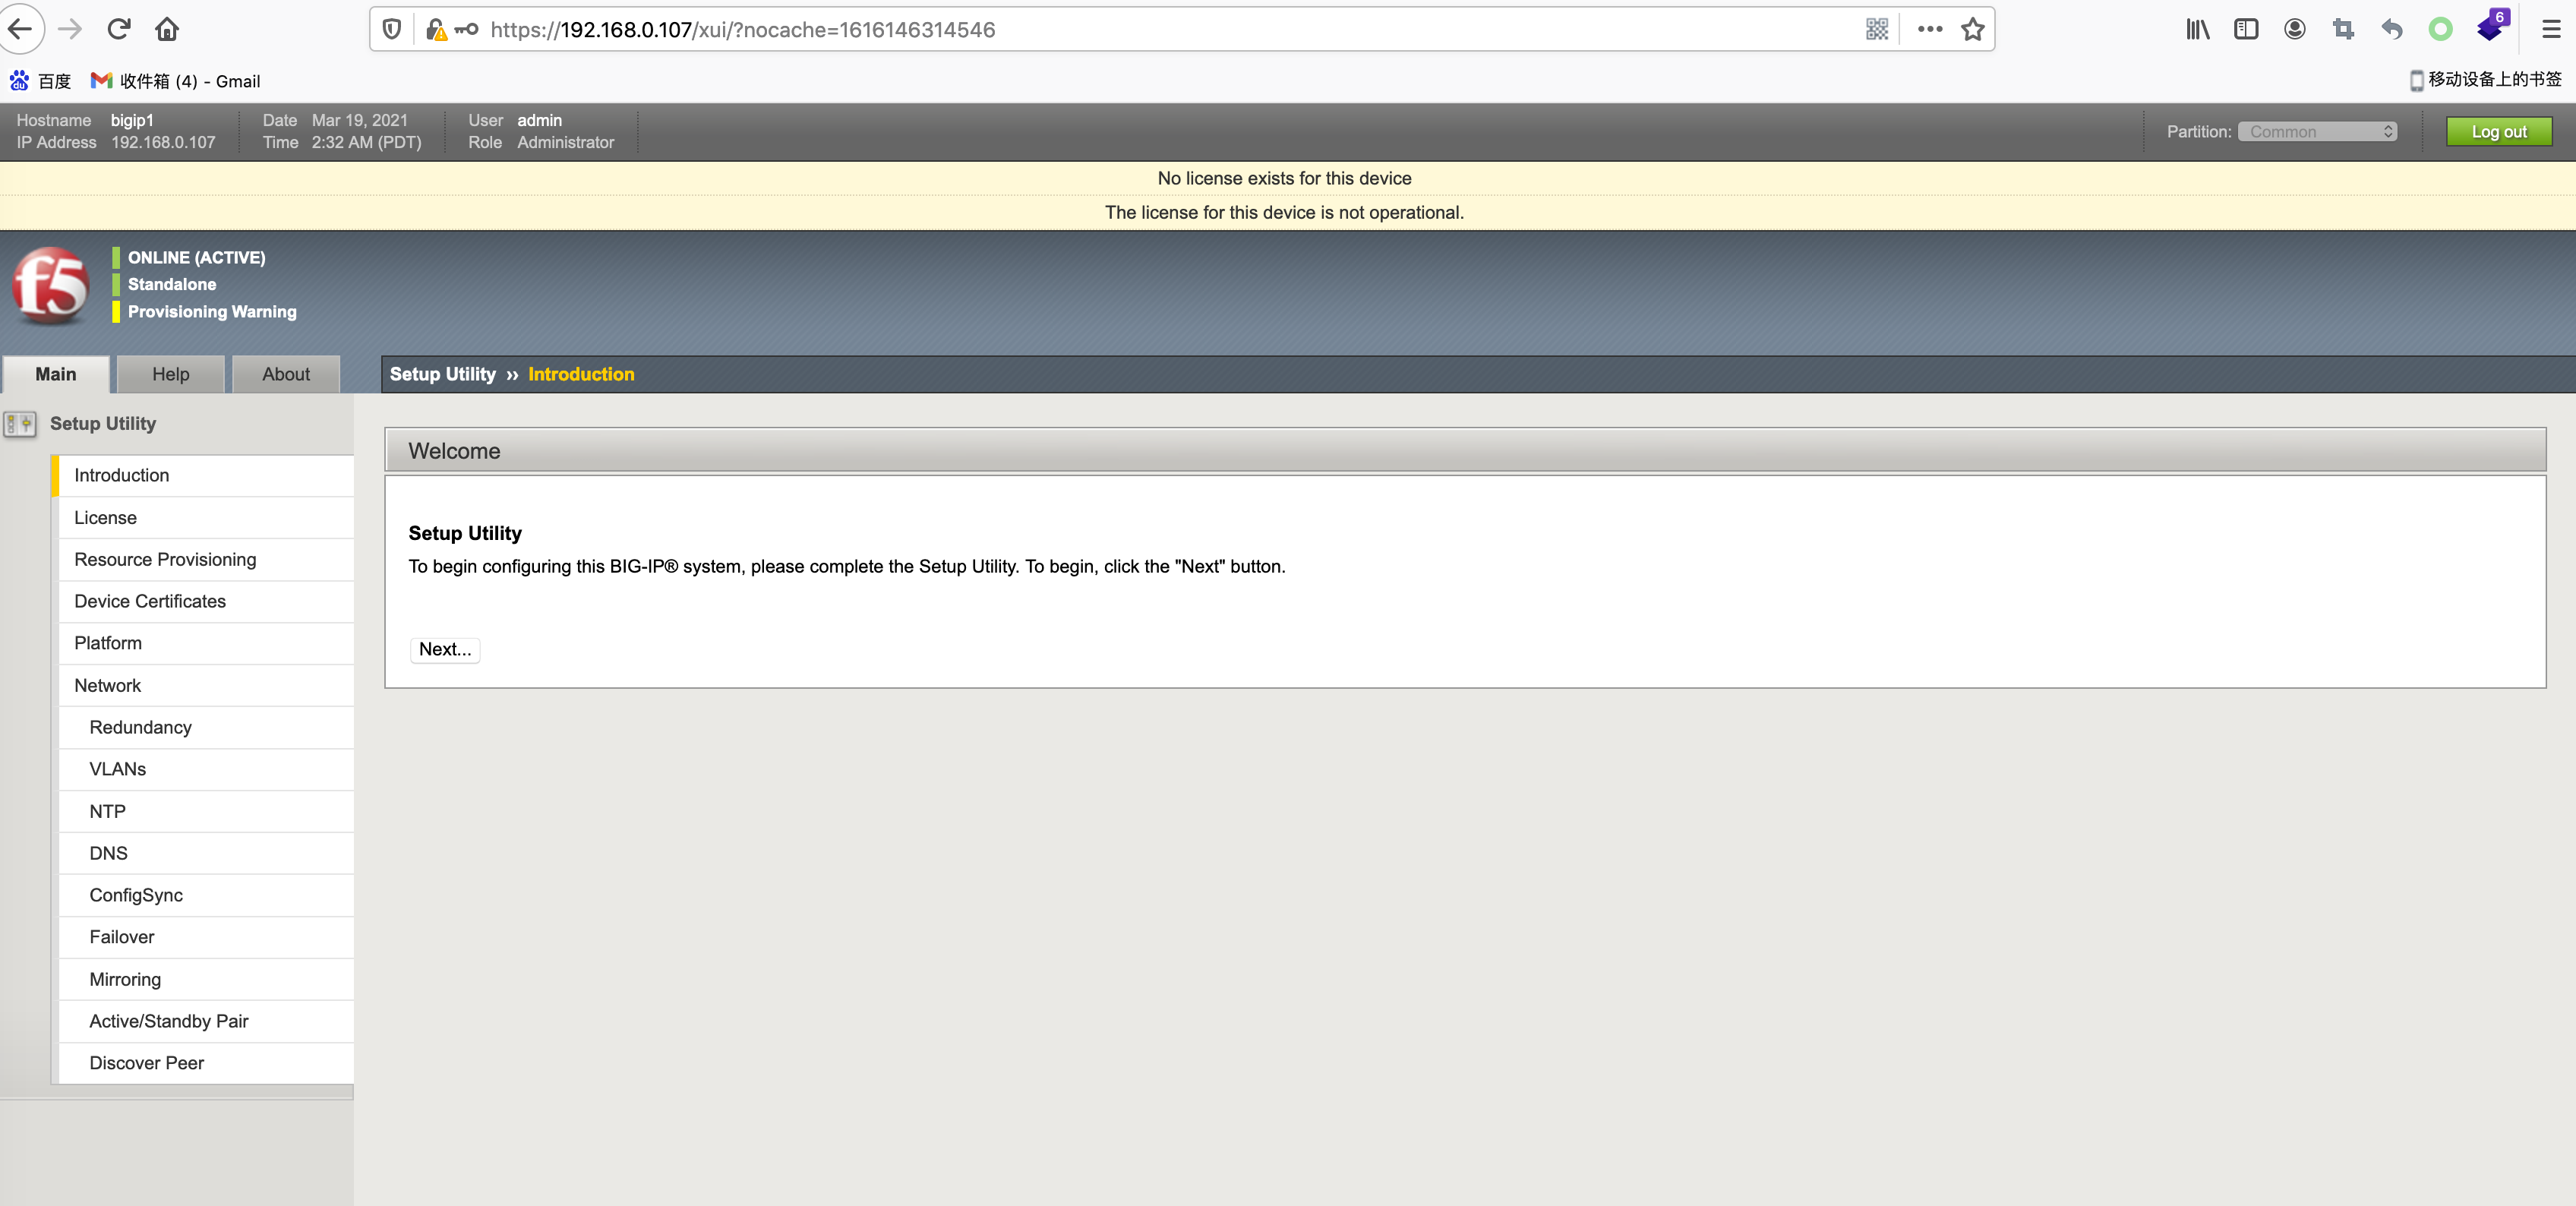 https://192.168.0.107/xui/?nocache=1616146314546
6
百度
收件箱 (4) - Gmail
移动设备上的书签
Hostname bigip1
IP Address 192.168.0.107
Date Mar 19, 2021
Time 2:32 AM (PDT)
User admin
Role Administrator
Partition: Common
Log out
No license exists for this device
The license for this device is not operational.
f5
ONLINE (ACTIVE)
Standalone
Provisioning Warning
Main
Help
About
Setup Utility ›› Introduction
Setup Utility
Introduction
License
Resource Provisioning
Device Certificates
Platform
Network
Redundancy
VLANs
NTP
DNS
ConfigSync
Failover
Mirroring
Active/Standby Pair
Discover Peer
Welcome
Setup Utility
To begin configuring this BIG-IP® system, please complete the Setup Utility. To begin, click the "Next" button.
Next...